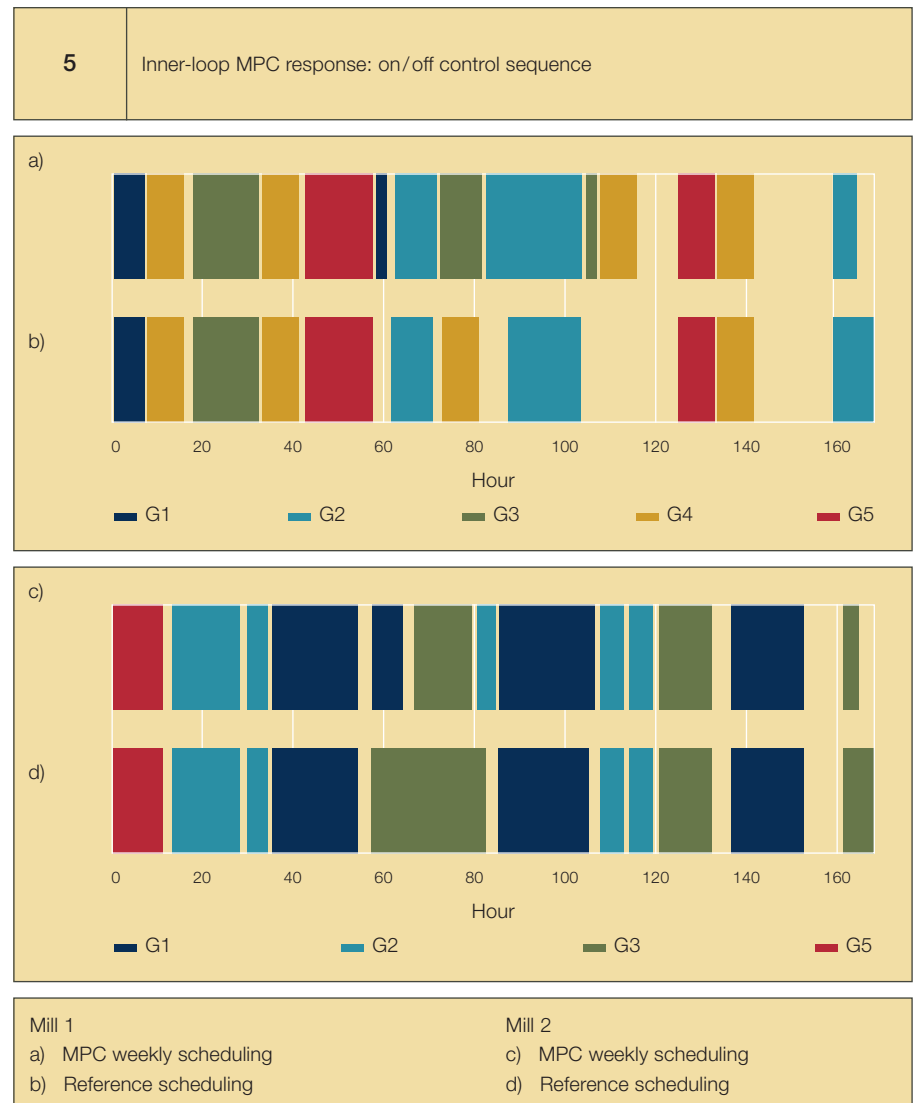 5 Inner-loop MPC response: on/off control sequence
a)
b)
0 20 40 60 80 100 120 140 160
Hour
G1 G2 G3 G4 G5
c)
d)
0 20 40 60 80 100 120 140 160
Hour
G1 G2 G3 G5
Mill 1 Mill 2
a) MPC weekly scheduling c) MPC weekly scheduling
b) Reference scheduling d) Reference scheduling